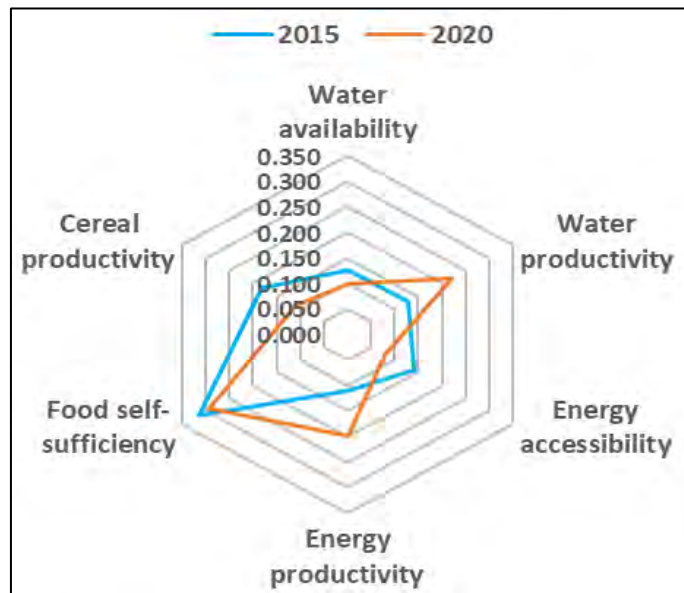 2015 2020
Water
availability
0.350
0.300
0.250
0.200
0.150
0.100
0.050
0.000
Water
productivity
Energy
accessibility
Energy
productivity
Food self-
sufficiency
Cereal
productivity